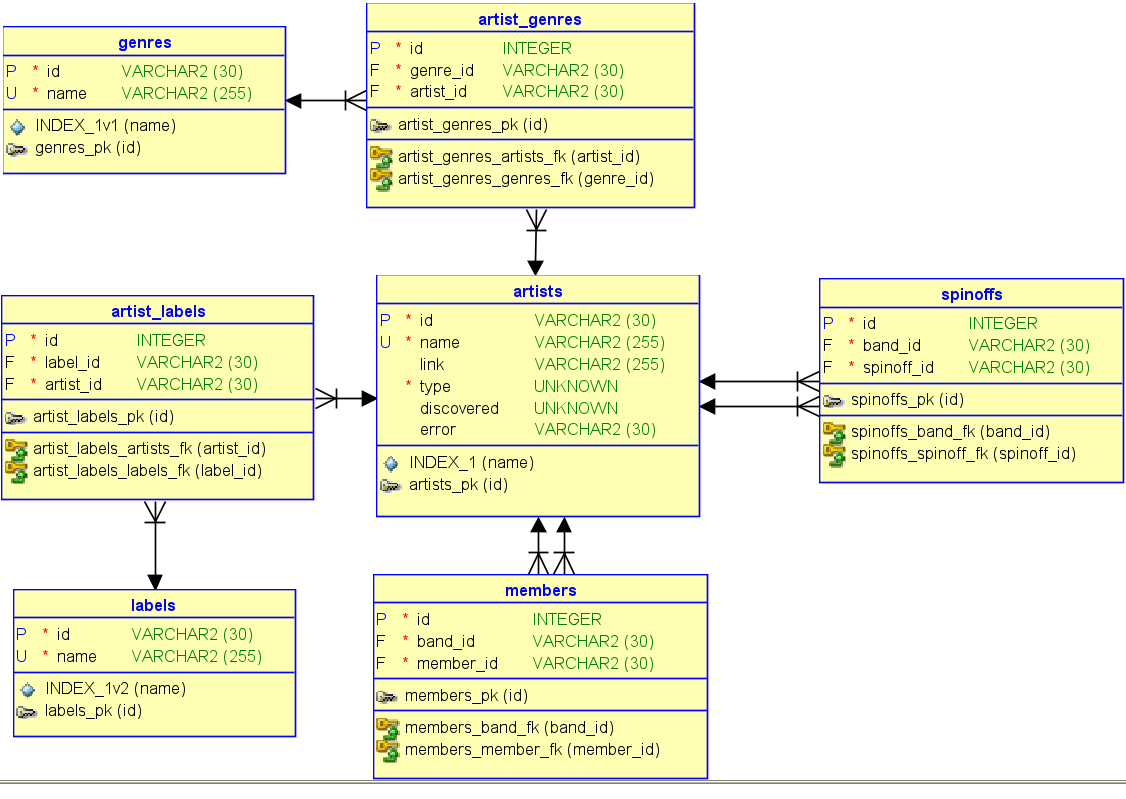 artist_genres
P * id INTEGER
F * genre_id VARCHAR2 (30)
F * artist_id VARCHAR2 (30)
artist_genres_pk (id)
artist_genres_artists_fk (artist_id)
artist_genres_genres_fk (genre_id)
genres
P * id VARCHAR2 (30)
U * name VARCHAR2 (255)
INDEX_1v1 (name)
genres_pk (id)
artists
P * id VARCHAR2 (30)
U * name VARCHAR2 (255)
link VARCHAR2 (255)
* type UNKNOWN
discovered UNKNOWN
error VARCHAR2 (30)
INDEX_1 (name)
artists_pk (id)
spinoffs
P * id INTEGER
F * band_id VARCHAR2 (30)
F * spinoff_id VARCHAR2 (30)
spinoffs_pk (id)
spinoffs_band_fk (band_id)
spinoffs_spinoff_fk (spinoff_id)
artist_labels
P * id INTEGER
F * label_id VARCHAR2 (30)
F * artist_id VARCHAR2 (30)
artist_labels_pk (id)
artist_labels_artists_fk (artist_id)
artist_labels_labels_fk (label_id)
labels
P * id VARCHAR2 (30)
U * name VARCHAR2 (255)
INDEX_1v2 (name)
labels_pk (id)
members
P * id INTEGER
F * band_id VARCHAR2 (30)
F * member_id VARCHAR2 (30)
members_pk (id)
members_band_fk (band_id)
members_member_fk (member_id)